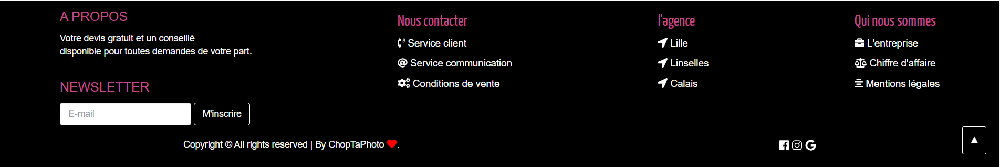 A PROPOS
Votre devis gratuit et un conseillé
disponible pour toutes demandes de votre part.
NEWSLETTER
E-mail
M'inscrire
Nous contacter
Service client
Service communication
Conditions de vente
l'agence
Lille
Linselles
Calais
Qui nous sommes
L'entreprise
Chiffre d'affaire
Mentions légales
Copyright © All rights reserved | By ChopTaPhoto ❤.
▲